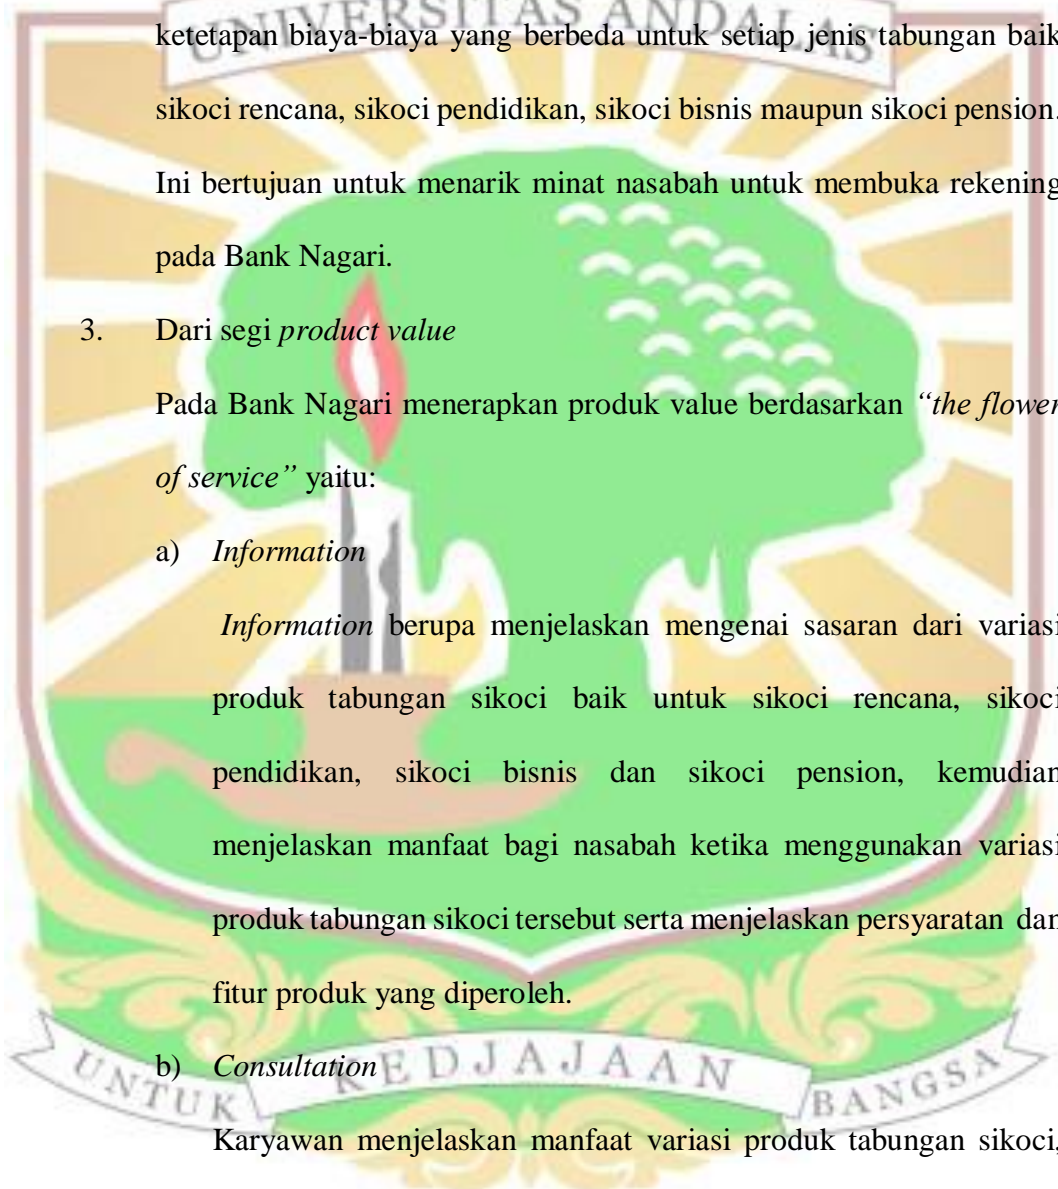 UNIVERSITAS ANDALAS
ketetapan biaya-biaya yang berbeda untuk setiap jenis tabungan baik
sikoci rencana, sikoci pendidikan, sikoci bisnis maupun sikoci pension.
Ini bertujuan untuk menarik minat nasabah untuk membuka rekening
pada Bank Nagari.
3. Dari segi product value
Pada Bank Nagari menerapkan produk value berdasarkan “the flower
of service” yaitu:
a) Information
Information berupa menjelaskan mengenai sasaran dari variasi
produk tabungan sikoci baik untuk sikoci rencana, sikoci
pendidikan, sikoci bisnis dan sikoci pension, kemudian
menjelaskan manfaat bagi nasabah ketika menggunakan variasi
produk tabungan sikoci tersebut serta menjelaskan persyaratan dan
fitur produk yang diperoleh.
b) Consultation
UNTUK KEDJAJAAN BANGSA
Karyawan menjelaskan manfaat variasi produk tabungan sikoci,